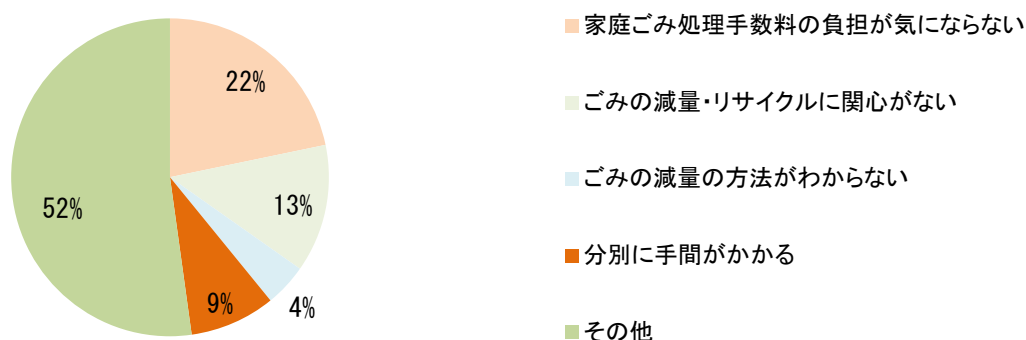 22%
13%
4%
9%
52%
家庭ごみ処理手数料の負担が気にならない
ごみの減量・リサイクルに関心がない
ごみの減量の方法がわからない
分別に手間がかかる
その他